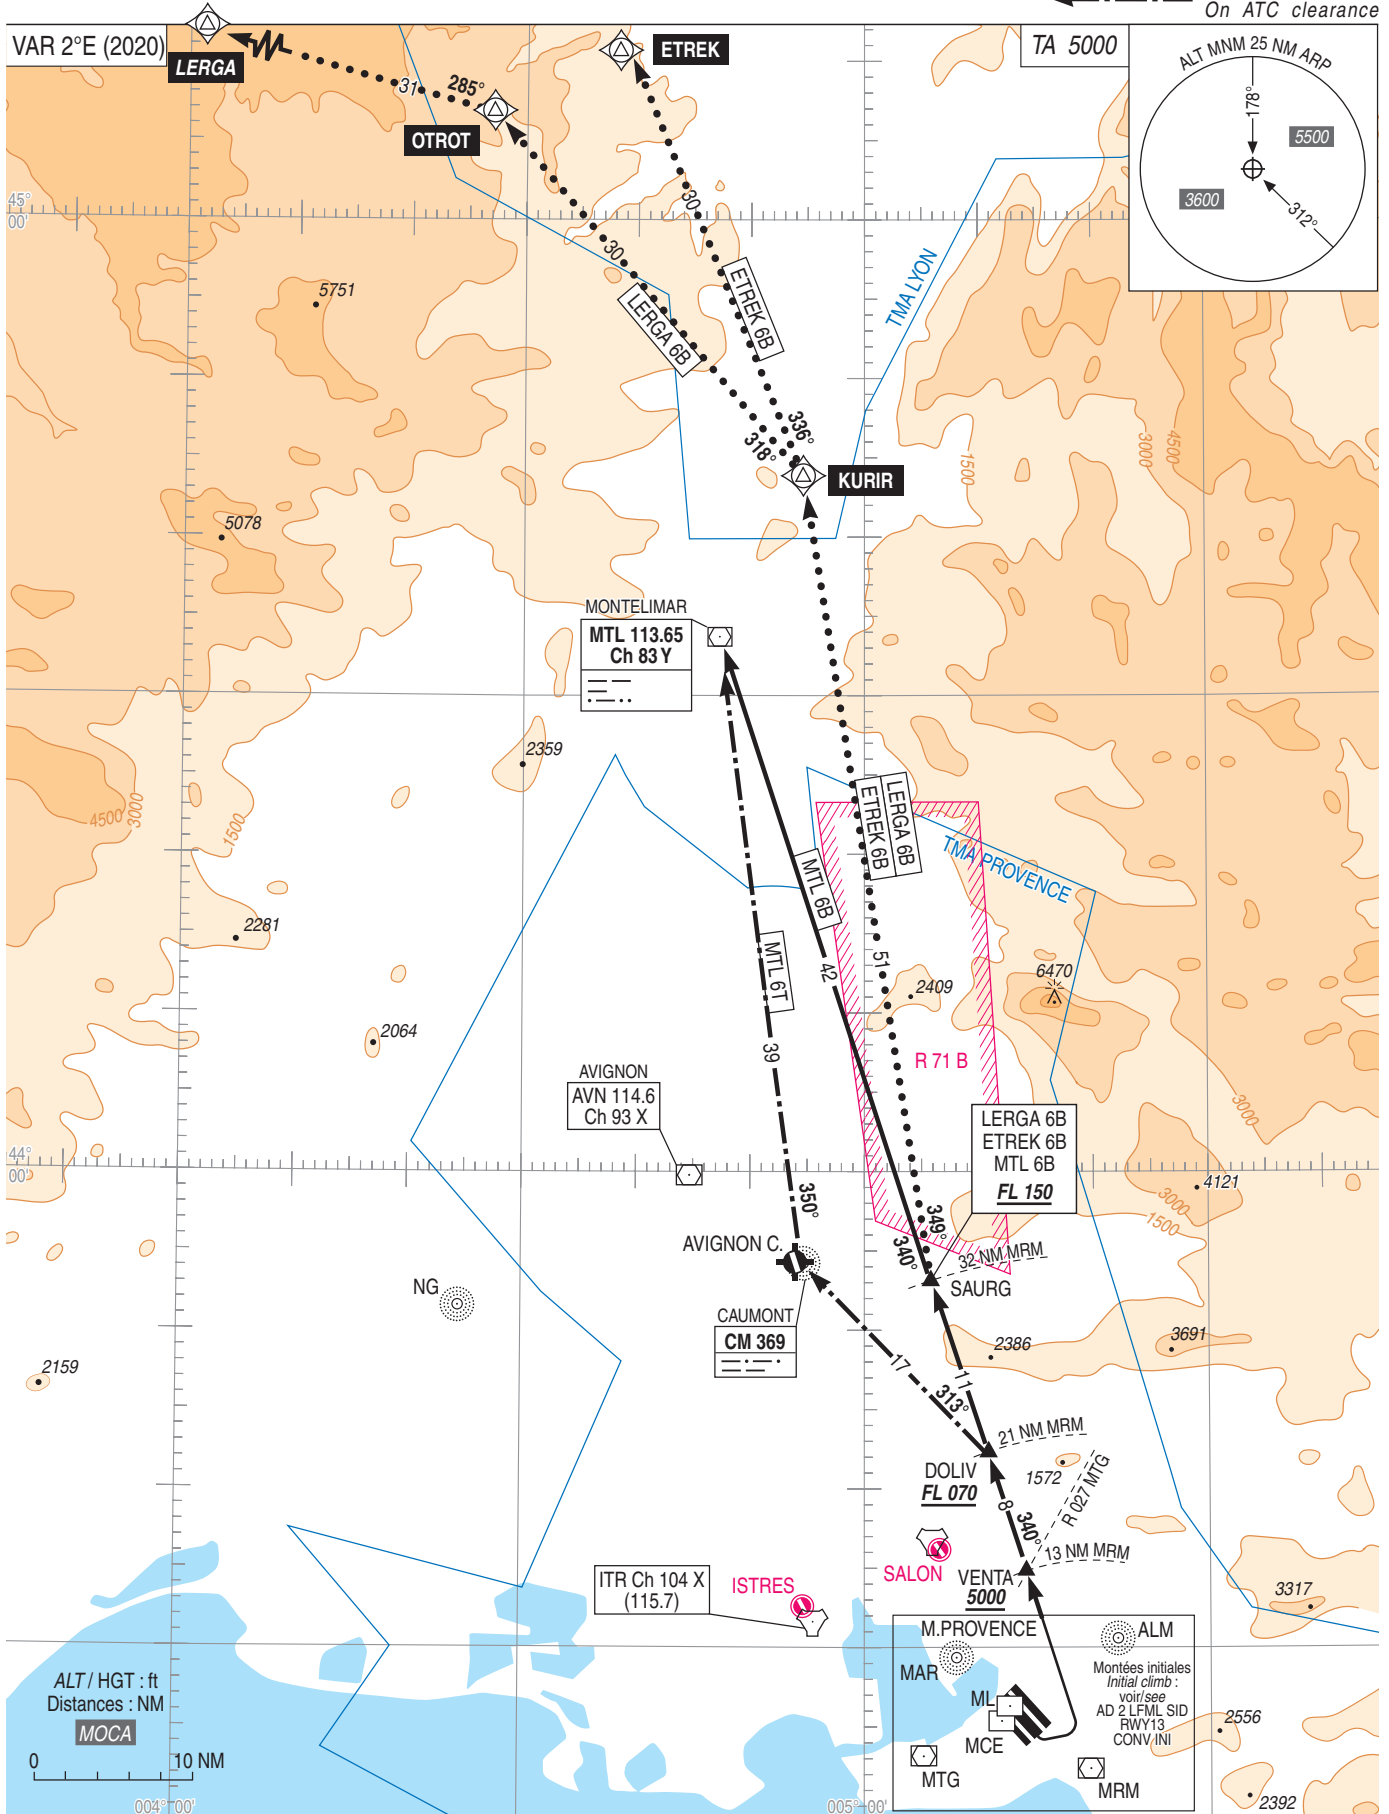 On ATC clearance
VAR 2°E (2020)
LERGA
ETREK
TA 5000
ALT MNM 25 NM ARP
178°
5500
3600
312°
31
285°
OTROT
45°
00'
30
30
ETREK 6B
LERGA 6B
TMA LYON
5751
336°
318°
KURIR
1500
3000
4500
5078
MONTELIMAR
MTL 113.65
Ch 83 Y
2359
4500
3000
1500
LERGA 6B
ETREK 6B
TMA PROVENCE
MTL 6B
MTL 6T
2281
42
51
2409
6470
2064
39
R 71 B
AVIGNON
AVN 114.6
Ch 93 X
3000
LERGA 6B
ETREK 6B
MTL 6B
FL 150
44°
00'
4121
3000
1500
350°
349°
340°
AVIGNON C.
32 NM MRM
SAURG
NG
CAUMONT
CM 369
2386
3691
2159
17
11
313°
21 NM MRM
DOLIV
FL 070
1572
R 027 MTG
8
340°
13 NM MRM
SALON
VENTA
5000
ITR Ch 104 X
(115.7)
ISTRES
3317
M.PROVENCE
ALM
MAR
Montées initiales
Initial climb :
voir/see
AD 2 LFML SID
RWY13
CONV INI
ML
MCE
MTG
MRM
2556
2392
ALT / HGT : ft
Distances : NM
MOCA
0
10 NM
004° 00'
005° 00'